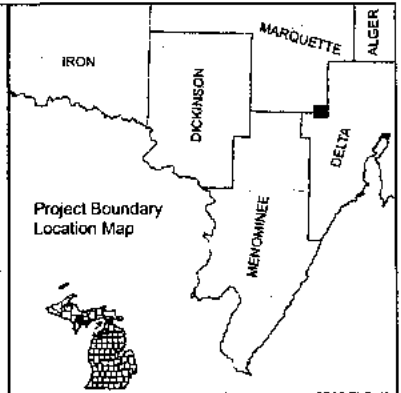 MARQUETTE
ALGER
IRON
DICKINSON
DELTA
Project Boundary
Location Map
MENOMINEE